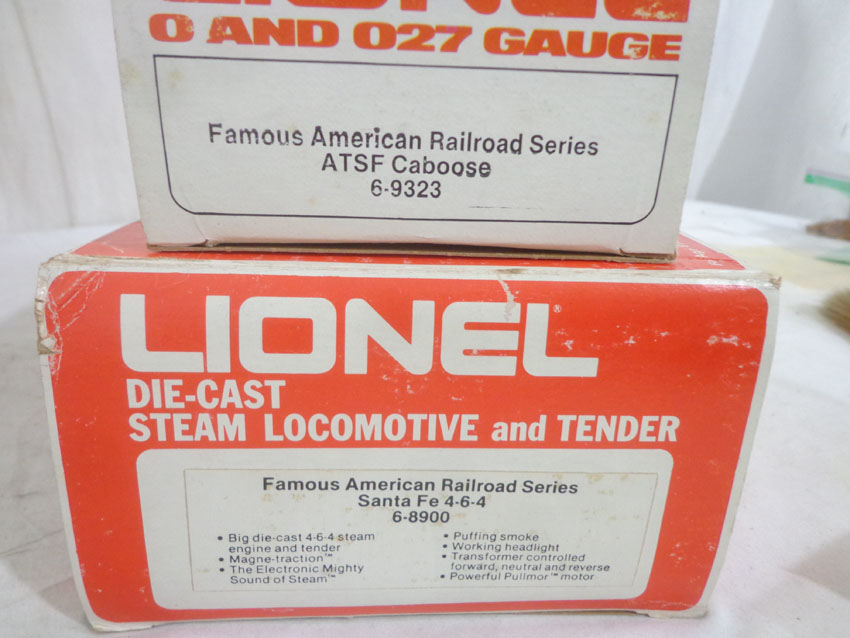 LIONEL
O AND O27 GAUGE
Famous American Railroad Series
ATSF Caboose
6-9323
LIONEL®
DIE-CAST
STEAM LOCOMOTIVE and TENDER
Famous American Railroad Series
Santa Fe 4-6-4
6-8900
• Big die-cast 4-6-4 steam
engine and tender
• Magne-traction™
• The Electronic Mighty
Sound of Steam™
• Puffing smoke
• Working headlight
• Transformer controlled
forward, neutral and reverse
• Powerful Pullmor™ motor